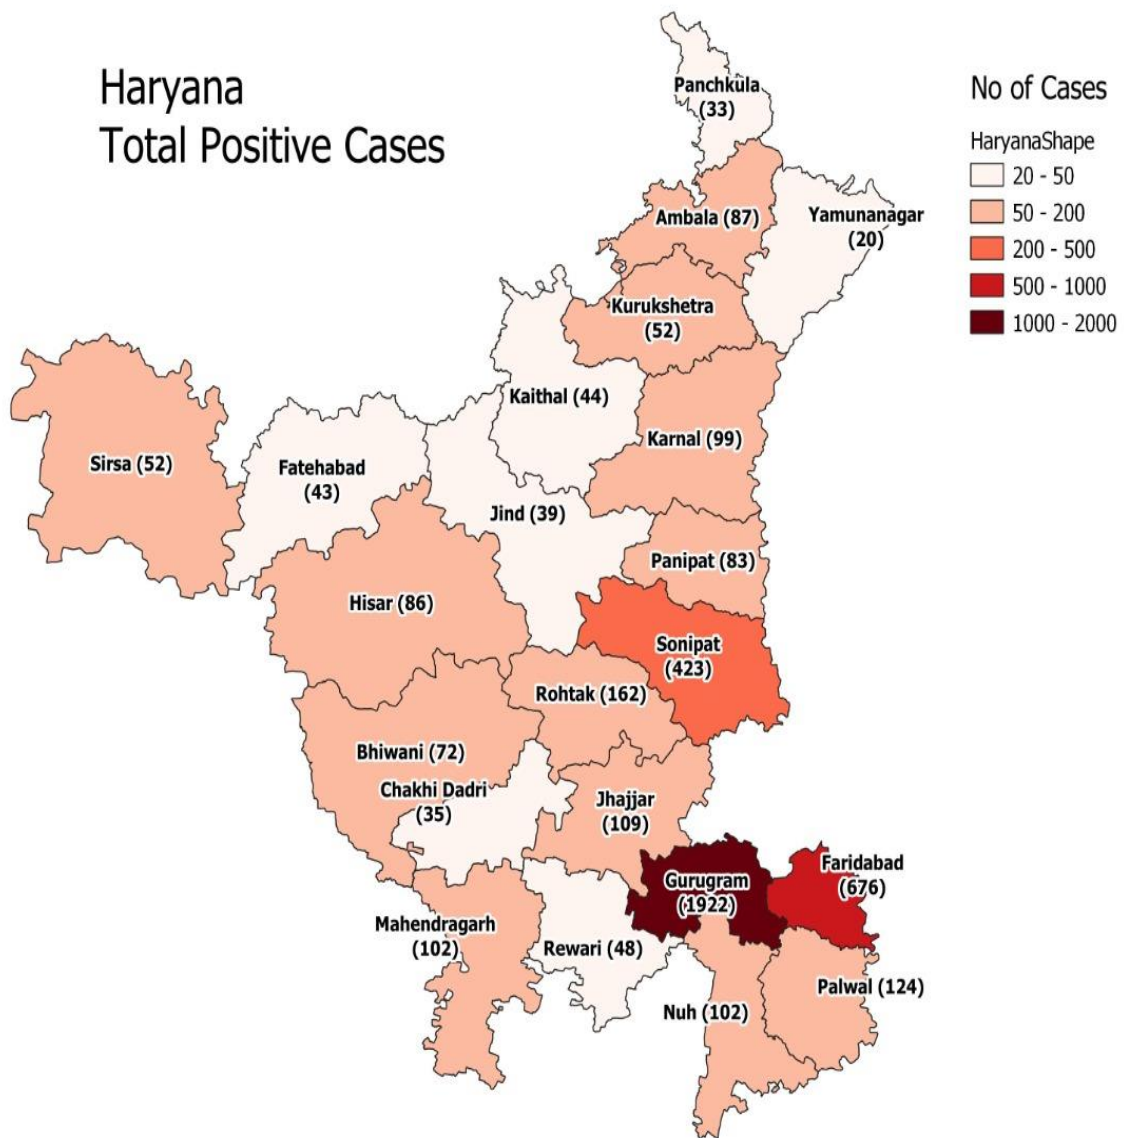 Haryana
Total Positive Cases
No of Cases
HaryanaShape
20 - 50
50 - 200
200 - 500
500 - 1000
1000 - 2000
Panchkula
(33)
Ambala (87)
Yamunanagar
(20)
Kurukshetra
(52)
Kaithal (44)
Karnal (99)
Sirsa (52)
Fatehabad
(43)
Jind (39)
Panipat (83)
Hisar (86)
Sonipat
(423)
Rohtak (162)
Bhiwani (72)
Chakhi Dadri
(35)
Jhajjar
(109)
Gurugram
(1922)
Faridabad
(676)
Mahendragarh
(102)
Rewari (48)
Palwal (124)
Nuh (102)